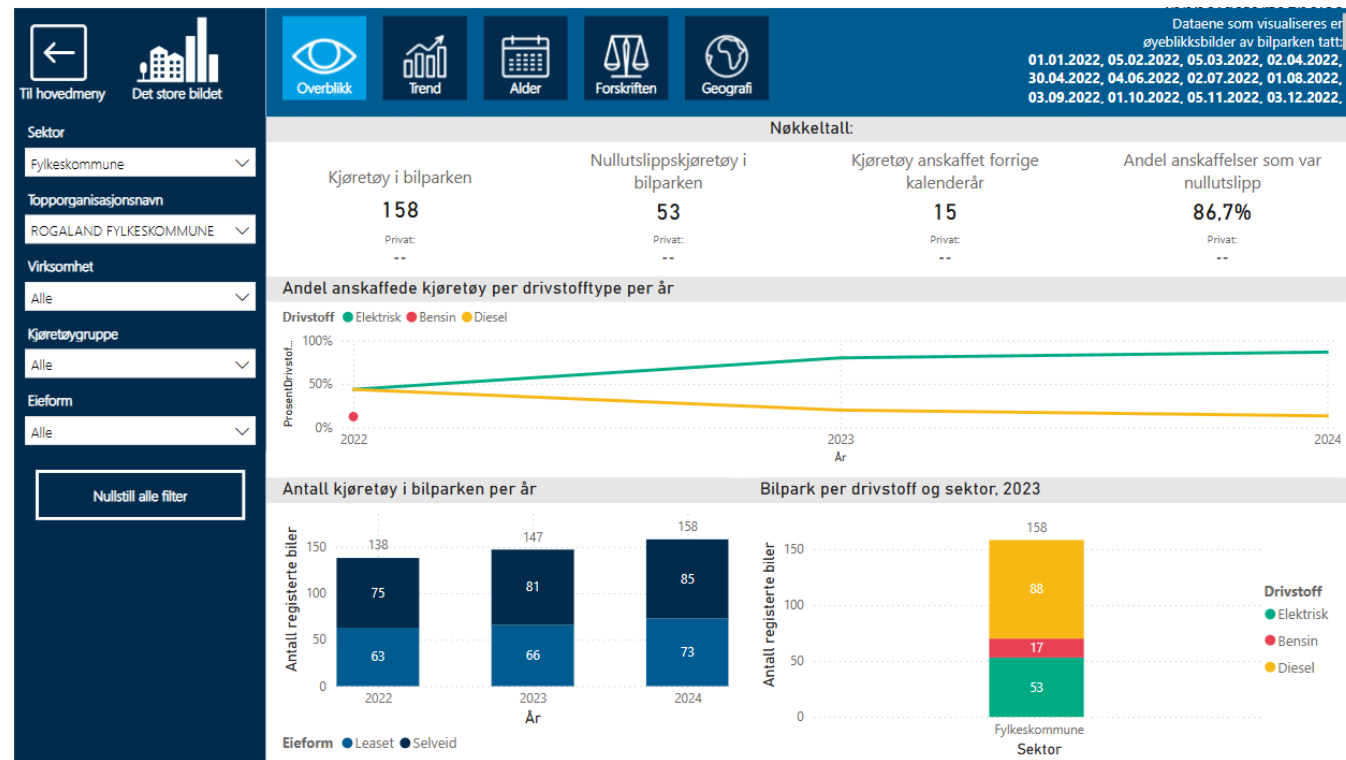 Til hovedmeny
Det store bildet
Overblikk
Trend
Alder
Forskriften
Geografi
Dataene som visualiseres er
øyeblikksbilder av bilparken tatt:
01.01.2022, 05.02.2022, 05.03.2022, 02.04.2022,
30.04.2022, 04.06.2022, 02.07.2022, 01.08.2022,
03.09.2022, 01.10.2022, 05.11.2022, 03.12.2022,
Sektor
Fylkeskommune
Topporganisasjonsnavn
ROGALAND FYLKESKOMMUNE
Virksomhet
Alle
Kjøretøygruppe
Alle
Eieform
Alle
Nullstill alle filter
Nøkkeltall:
Kjøretøy i bilparken
158
Privat:
--
Nullutslippskjøretøy i
bilparken
53
Privat:
--
Kjøretøy anskaffet forrige
kalenderår
15
Privat:
--
Andel anskaffelser som var
nullutslipp
86,7%
Privat:
--
Andel anskaffede kjøretøy per drivstofftype per år
Drivstoff Elektrisk Bensin Diesel
ProsentDrivstof...
100%
50%
0%
2022 2023 2024
År
Antall kjøretøy i bilparken per år
Antall registerte biler
150
100
50
0
138 147 158
75 81 85
63 66 73
2022 2023 2024
År
Eieform Leaset Selveid
Bilpark per drivstoff og sektor, 2023
Antall registerte biler
150
100
50
0
158
88
17
53
Fylkeskommune
Sektor
Drivstoff
Elektrisk
Bensin
Diesel